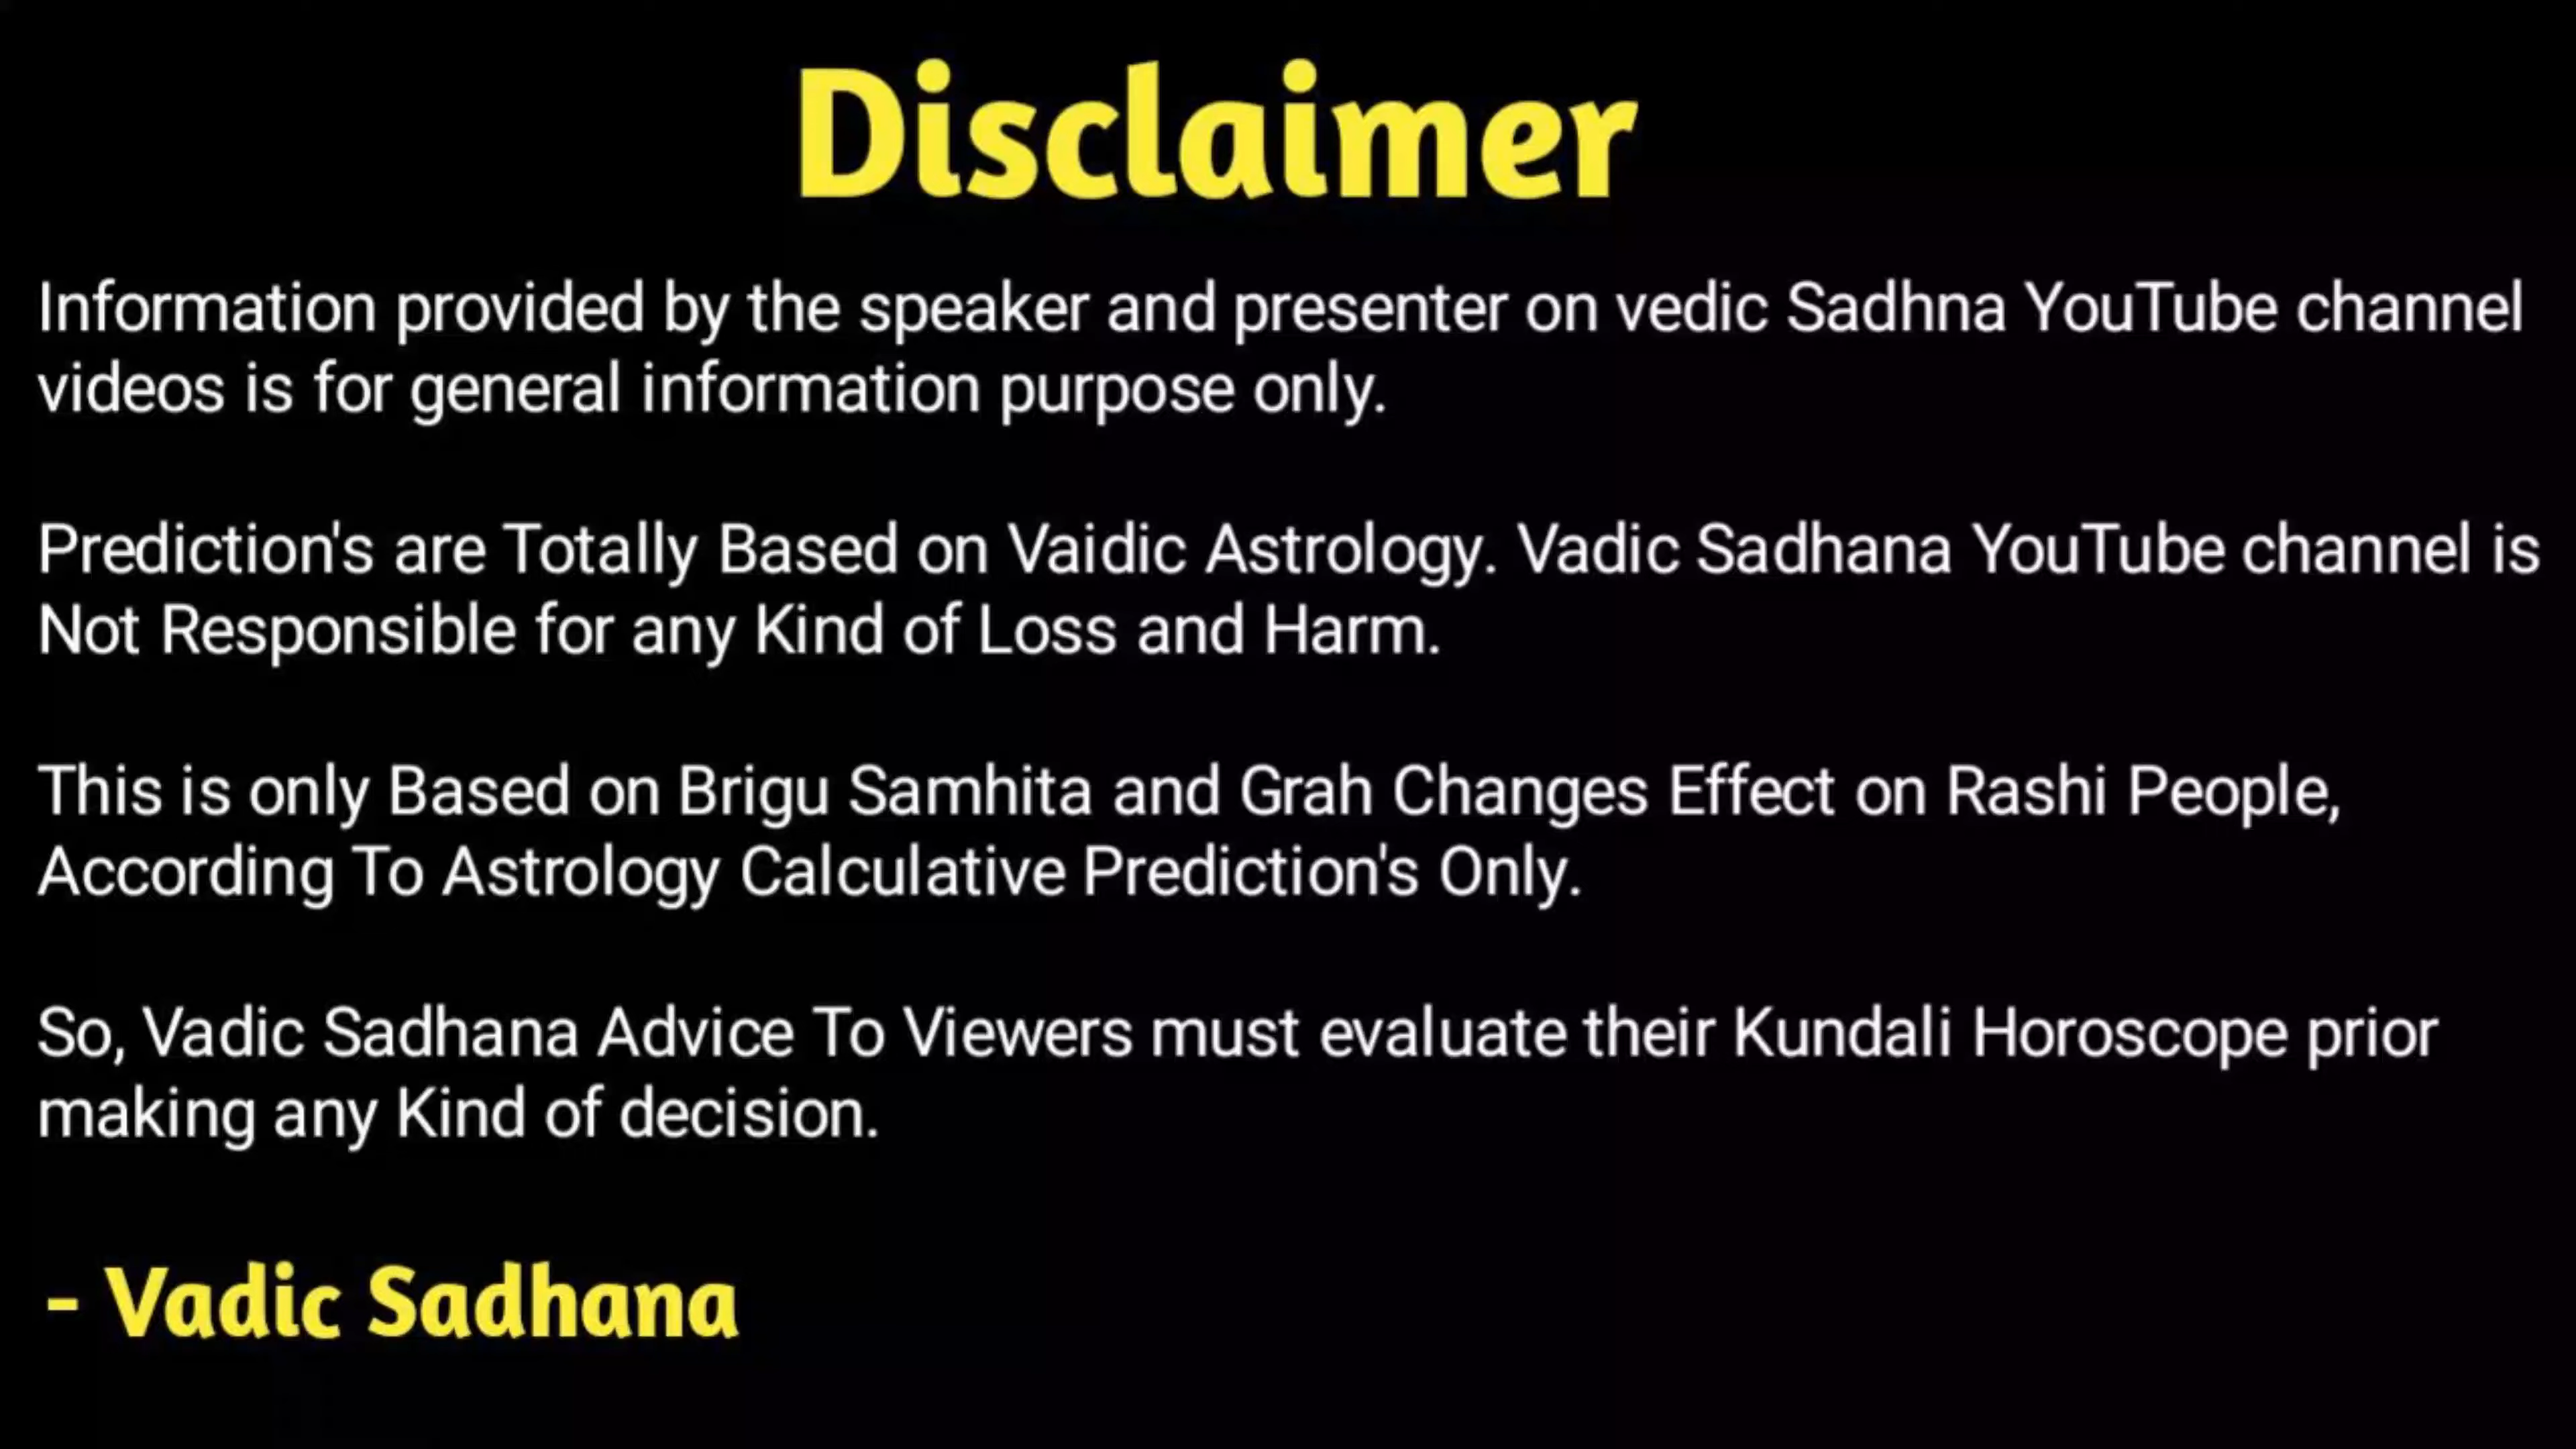 Disclaimer
Information provided by the speaker and presenter on vedic Sadhna YouTube channel
videos is for general information purpose only.
Prediction's are Totally Based on Vaidic Astrology. Vadic Sadhana YouTube channel is
Not Responsible for any Kind of Loss and Harm.
This is only Based on Brigu Samhita and Grah Changes Effect on Rashi People,
According To Astrology Calculative Prediction's Only.
So, Vadic Sadhana Advice To Viewers must evaluate their Kundali Horoscope prior
making any Kind of decision.
- Vadic Sadhana